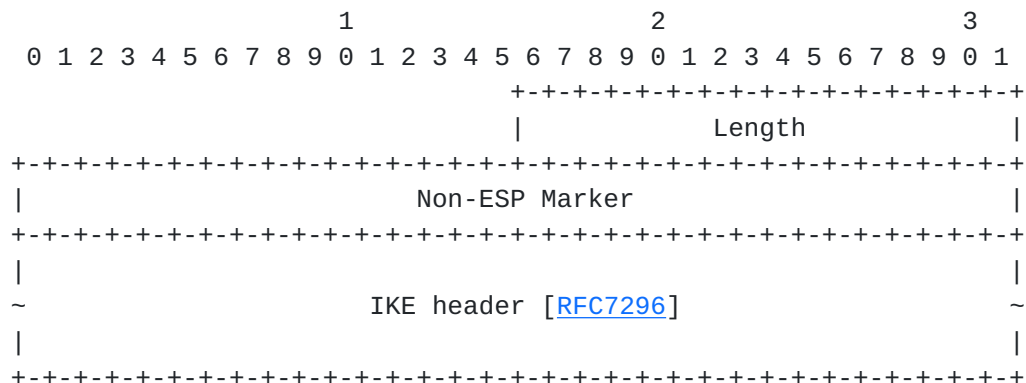 1                   2                   3
 0 1 2 3 4 5 6 7 8 9 0 1 2 3 4 5 6 7 8 9 0 1 2 3 4 5 6 7 8 9 0 1
                                +-+-+-+-+-+-+-+-+-+-+-+-+-+-+-+-+
                                |            Length             |
+-+-+-+-+-+-+-+-+-+-+-+-+-+-+-+-+-+-+-+-+-+-+-+-+-+-+-+-+-+-+-+-+
|                         Non-ESP Marker                        |
+-+-+-+-+-+-+-+-+-+-+-+-+-+-+-+-+-+-+-+-+-+-+-+-+-+-+-+-+-+-+-+-+
|                                                               |
~                      IKE header [RFC7296]                     ~
|                                                               |
+-+-+-+-+-+-+-+-+-+-+-+-+-+-+-+-+-+-+-+-+-+-+-+-+-+-+-+-+-+-+-+-+